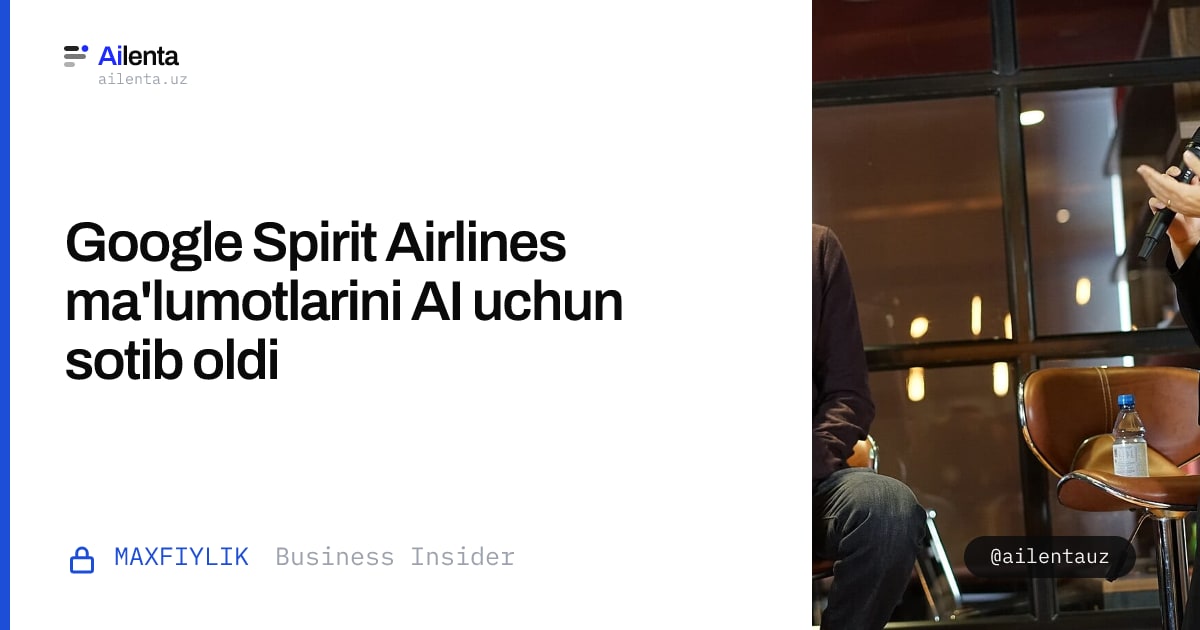 Ailenta
ailenta.uz
Google Spirit Airlines
ma'lumotlarini AI uchun
sotib oldi
MAXFIYLIK Business Insider
@ailentauz